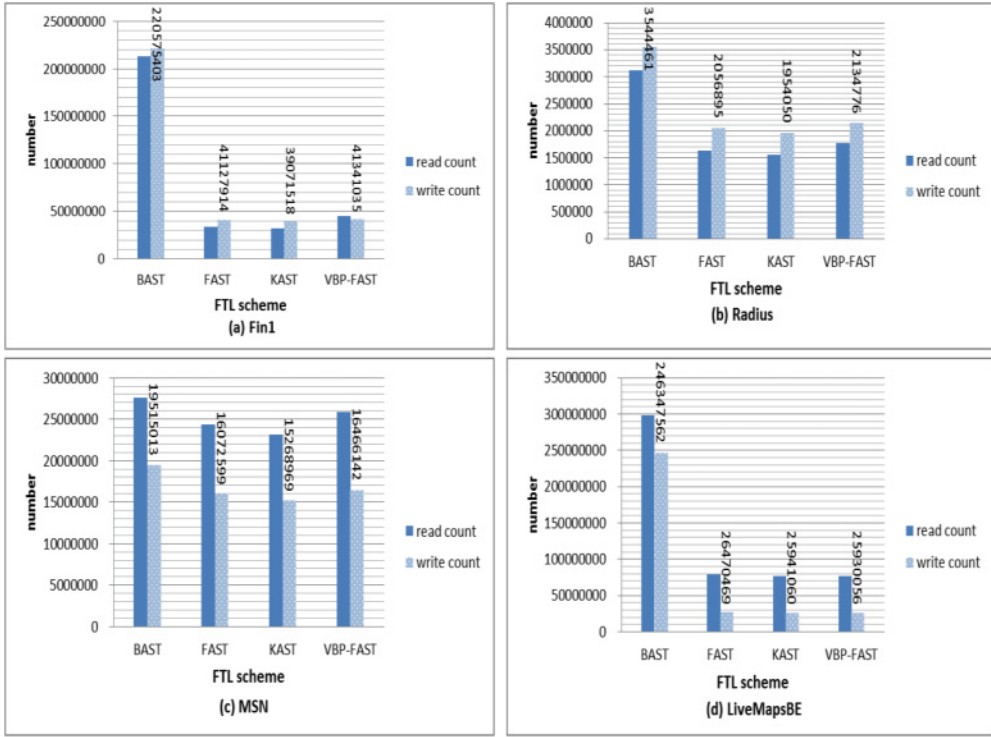 250000000
200000000
150000000
100000000
50000000
0
number
220575403
41127914
39071518
41341035
read count
write count
BAST FAST KAST VBP-FAST
FTL scheme
(a) Fin1
4000000
3500000
3000000
2500000
2000000
1500000
1000000
500000
0
number
3544461
2056895
1954050
2134776
read count
write count
BAST FAST KAST VBP-FAST
FTL scheme
(b) Radius
30000000
25000000
20000000
15000000
10000000
5000000
0
number
19515013
16072599
15268969
16466142
read count
write count
BAST FAST KAST VBP-FAST
FTL scheme
(c) MSN
350000000
300000000
250000000
200000000
150000000
100000000
50000000
0
number
246347562
26470469
25941060
25930056
read count
write count
BAST FAST KAST VBP-FAST
FTL scheme
(d) LiveMapsBE